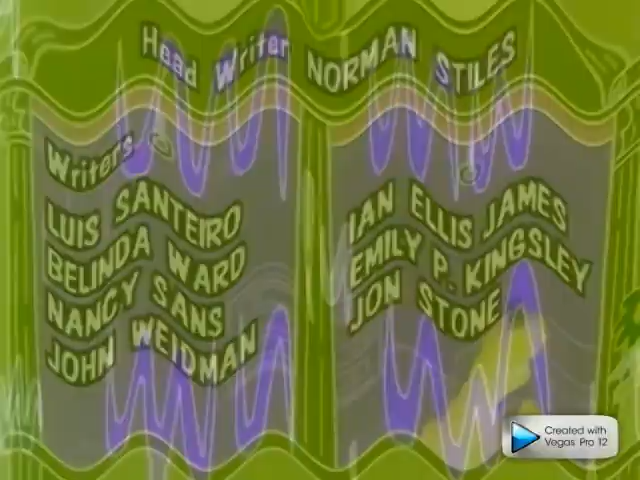 Head Writer NORMAN STILES
Writers
LUIS SANTEIRO
BELINDA WARD
NANCY SANS
JOHN WEIDMAN
IAN ELLIS JAMES
EMILY P. KINGSLEY
JON STONE
Created with
Vegas Pro 12